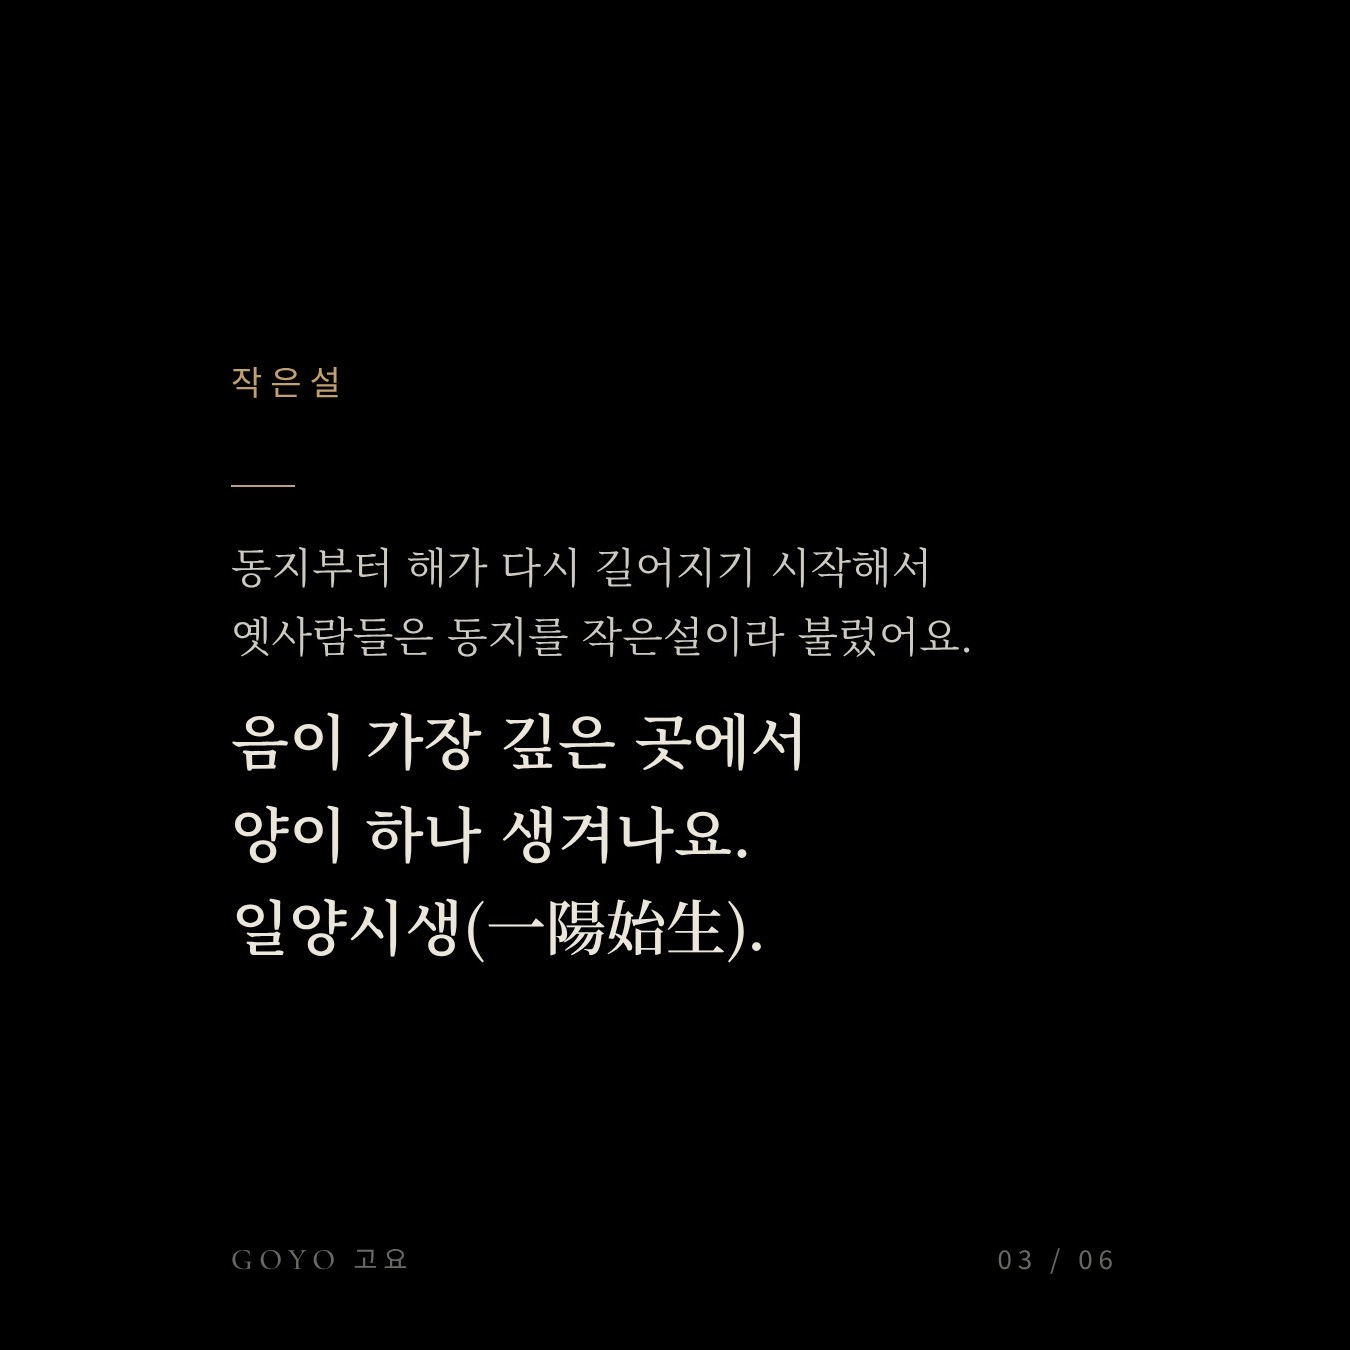 작은설
동지부터 해가 다시 길어지기 시작해서
옛사람들은 동지를 작은설이라 불렀어요.
음이 가장 깊은 곳에서
양이 하나 생겨나요.
일양시생(一陽始生).
GOYO 고요
03 / 06